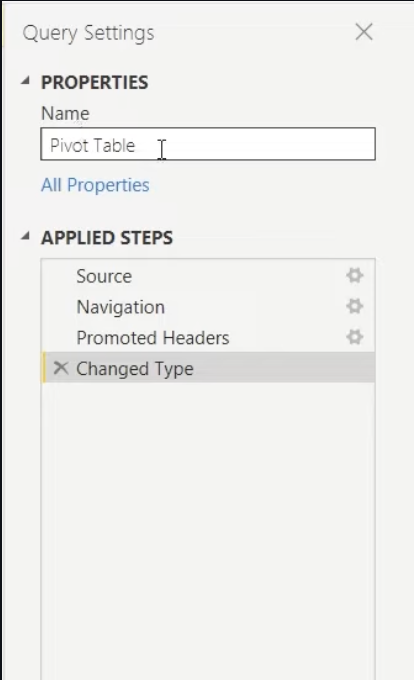 Query Settings
PROPERTIES
Name
Pivot Table
All Properties
APPLIED STEPS
Source
Navigation
Promoted Headers
Changed Type